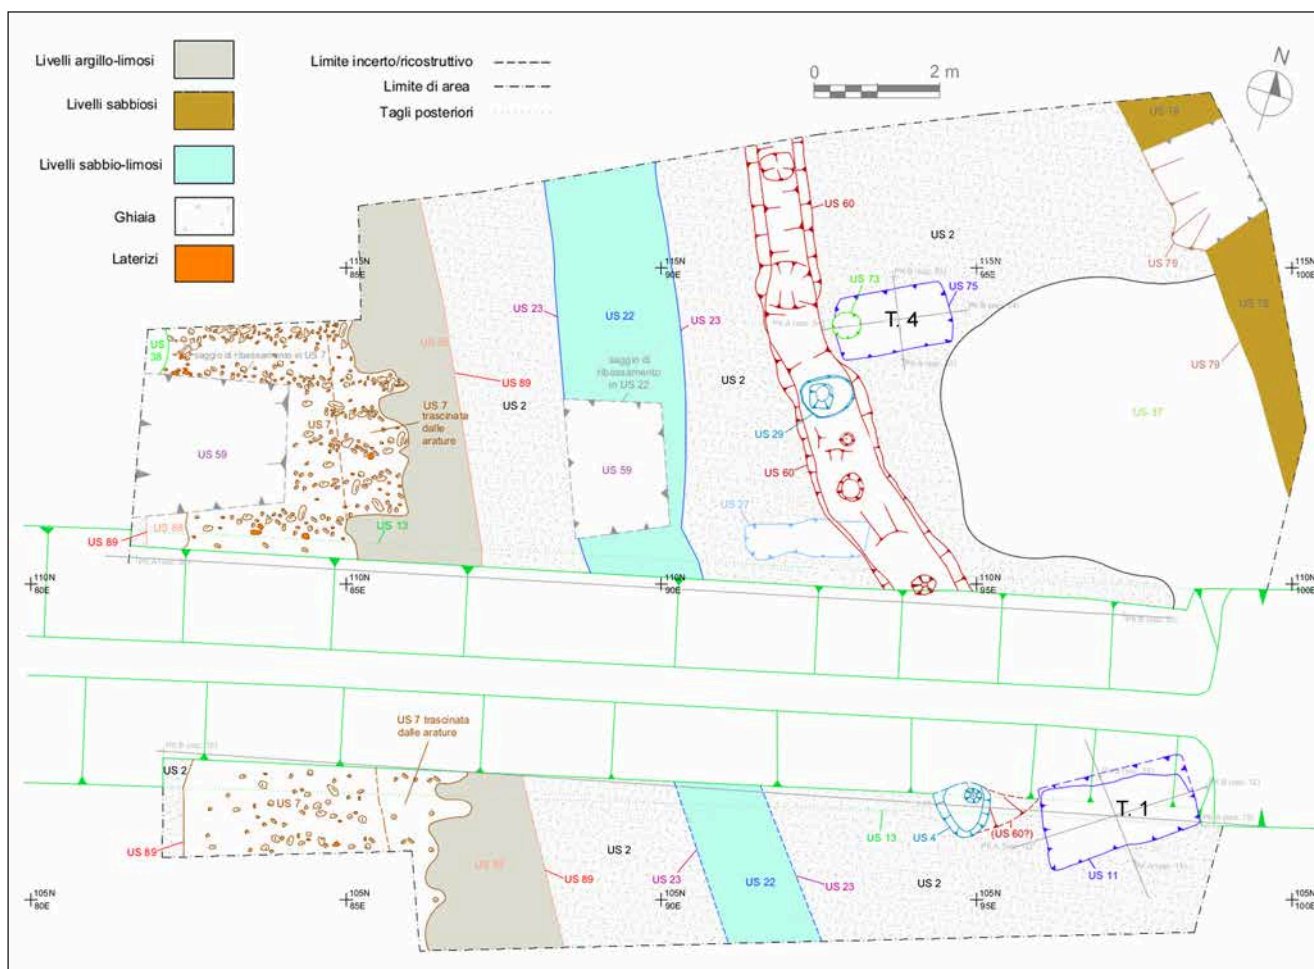 Livelli argillo-limosi
Livelli sabbiosi
Livelli sabbio-limosi
Ghiaia
Laterizi
Limite incerto/ricostruttivo
Limite di area
Tagli posteriori
0 2 m
N
US 60
US 2
115N
85E
115N
90E
115N
95E
115N
100E
US 79
US 73
US 75
T. 4
US 23
US 22
US 23
US
38
saggio di ribassamento in US 7
saggio di
ribassamento
in US 22
US 2
US 89
US 2
US 79
US 7
trascinata
dalle
arature
US 7
US 29
US 59
US 59
US 60
US 27
US 88
US 13
US 89
110N
80E
110N
85E
110N
90E
110N
95E
110N
100E
US 7 trascinata
dalle arature
US 2
US 7
T. 1
US 13
US 4
(US 60?)
US 89
US 2
US 89
US 23
US 22
US 23
US 2
US 11
105N
80E
105N
85E
105N
90E
105N
95E
105N
100E